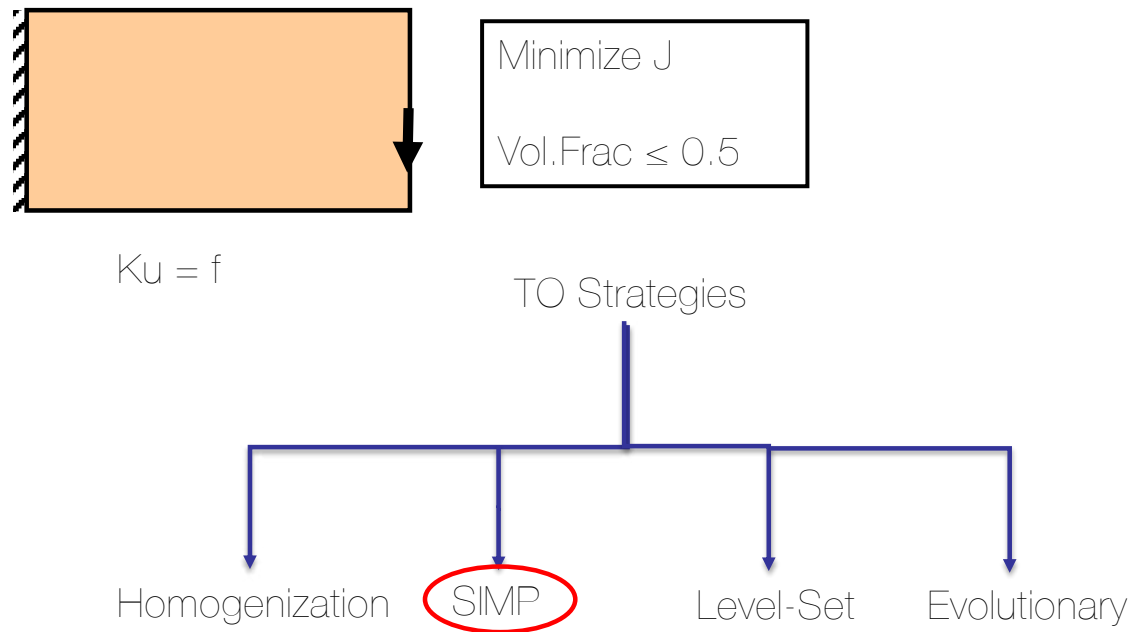 Minimize J
Vol.Frac ≤ 0.5
Ku = f
TO Strategies
Homogenization
SIMP
Level-Set
Evolutionary